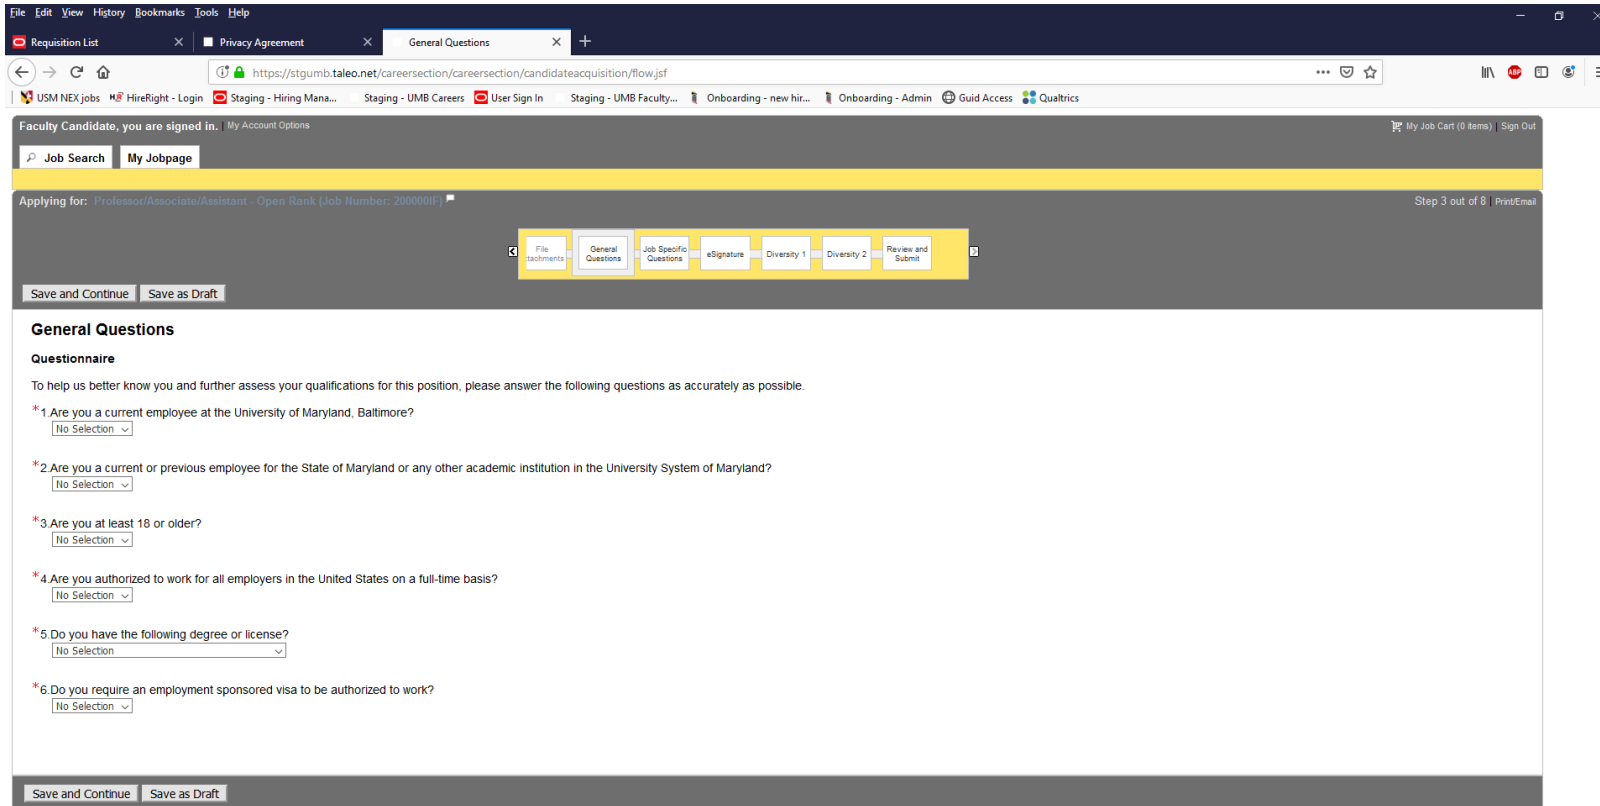 File Edit View History Bookmarks Tools Help
Requisition List Privacy Agreement General Questions
https://stgumb.taleo.net/careersection/careersection/candidateacquisition/flow.jsf
USM NEX jobs HireRight - Login Staging - Hiring Mana... Staging - UMB Careers User Sign In Staging - UMB Faculty... Onboarding - new hir... Onboarding - Admin Guid Access Qualtrics
Faculty Candidate, you are signed in. | My Account Options My Job Cart (0 items) | Sign Out
Job Search My Jobpage
Applying for: Professor/Associate/Assistant - Open Rank (Job Number: 200000IF) Step 3 out of 8 | Print/Email
File tachments General Questions Job Specific Questions eSignature Diversity 1 Diversity 2 Review and Submit
Save and Continue Save as Draft
General Questions
Questionnaire
To help us better know you and further assess your qualifications for this position, please answer the following questions as accurately as possible.
*1.Are you a current employee at the University of Maryland, Baltimore?
No Selection
*2.Are you a current or previous employee for the State of Maryland or any other academic institution in the University System of Maryland?
No Selection
*3.Are you at least 18 or older?
No Selection
*4.Are you authorized to work for all employers in the United States on a full-time basis?
No Selection
*5.Do you have the following degree or license?
No Selection
*6.Do you require an employment sponsored visa to be authorized to work?
No Selection
Save and Continue Save as Draft